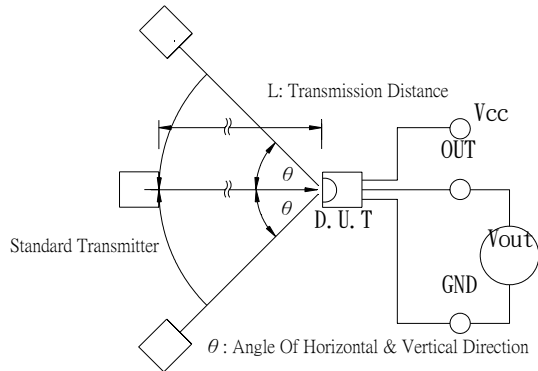 L: Transmission Distance
Vcc
OUT
θ
θ
D.U.T
Standard Transmitter
Vout
GND
θ : Angle Of Horizontal & Vertical Direction